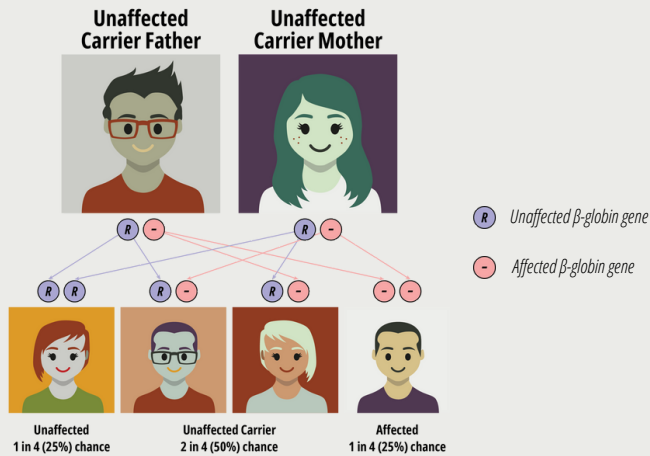 Unaffected
Carrier Father
Unaffected
Carrier Mother
R - R -
R Unaffected β-globin gene
- Affected β-globin gene
R R R - R - - -
Unaffected
1 in 4 (25%) chance
Unaffected Carrier
2 in 4 (50%) chance
Affected
1 in 4 (25%) chance